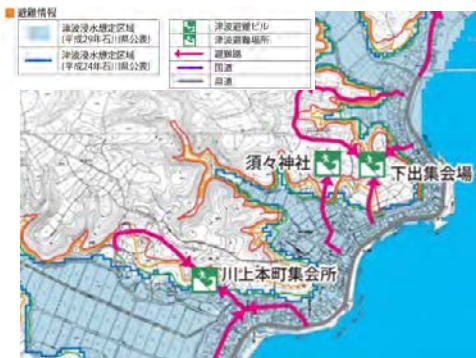 避難情報
津波浸水想定区域
(平成29年石川県公表)
津波浸水想定区域
(平成24年石川県公表)
津波避難ビル
津波避難場所
避難路
国道
県道
須々神社
下出集会場
川上本町集会所